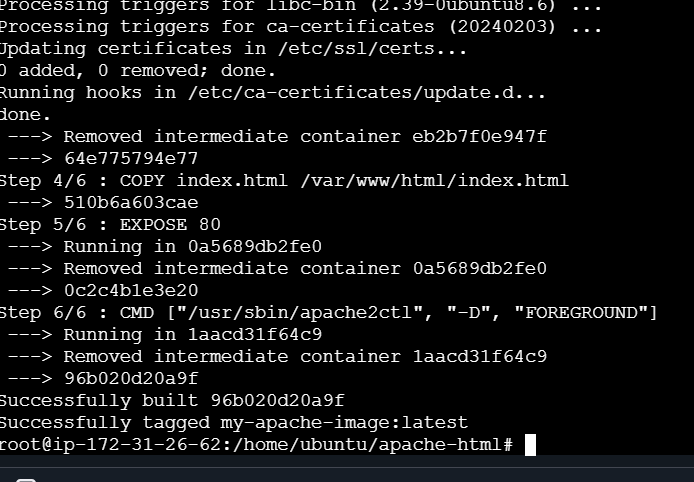 Processing triggers for libc-bin (2.39-0ubuntu8.6) ...
Processing triggers for ca-certificates (20240203) ...
Updating certificates in /etc/ssl/certs...
0 added, 0 removed; done.
Running hooks in /etc/ca-certificates/update.d...
done.
 ---> Removed intermediate container eb2b7f0e947f
 ---> 64e775794e77
Step 4/6 : COPY index.html /var/www/html/index.html
 ---> 510b6a603cae
Step 5/6 : EXPOSE 80
 ---> Running in 0a5689db2fe0
 ---> Removed intermediate container 0a5689db2fe0
 ---> 0c2c4b1e3e20
Step 6/6 : CMD ["/usr/sbin/apache2ctl", "-D", "FOREGROUND"]
 ---> Running in 1aacd31f64c9
 ---> Removed intermediate container 1aacd31f64c9
 ---> 96b020d20a9f
Successfully built 96b020d20a9f
Successfully tagged my-apache-image:latest
root@ip-172-31-26-62:/home/ubuntu/apache-html#